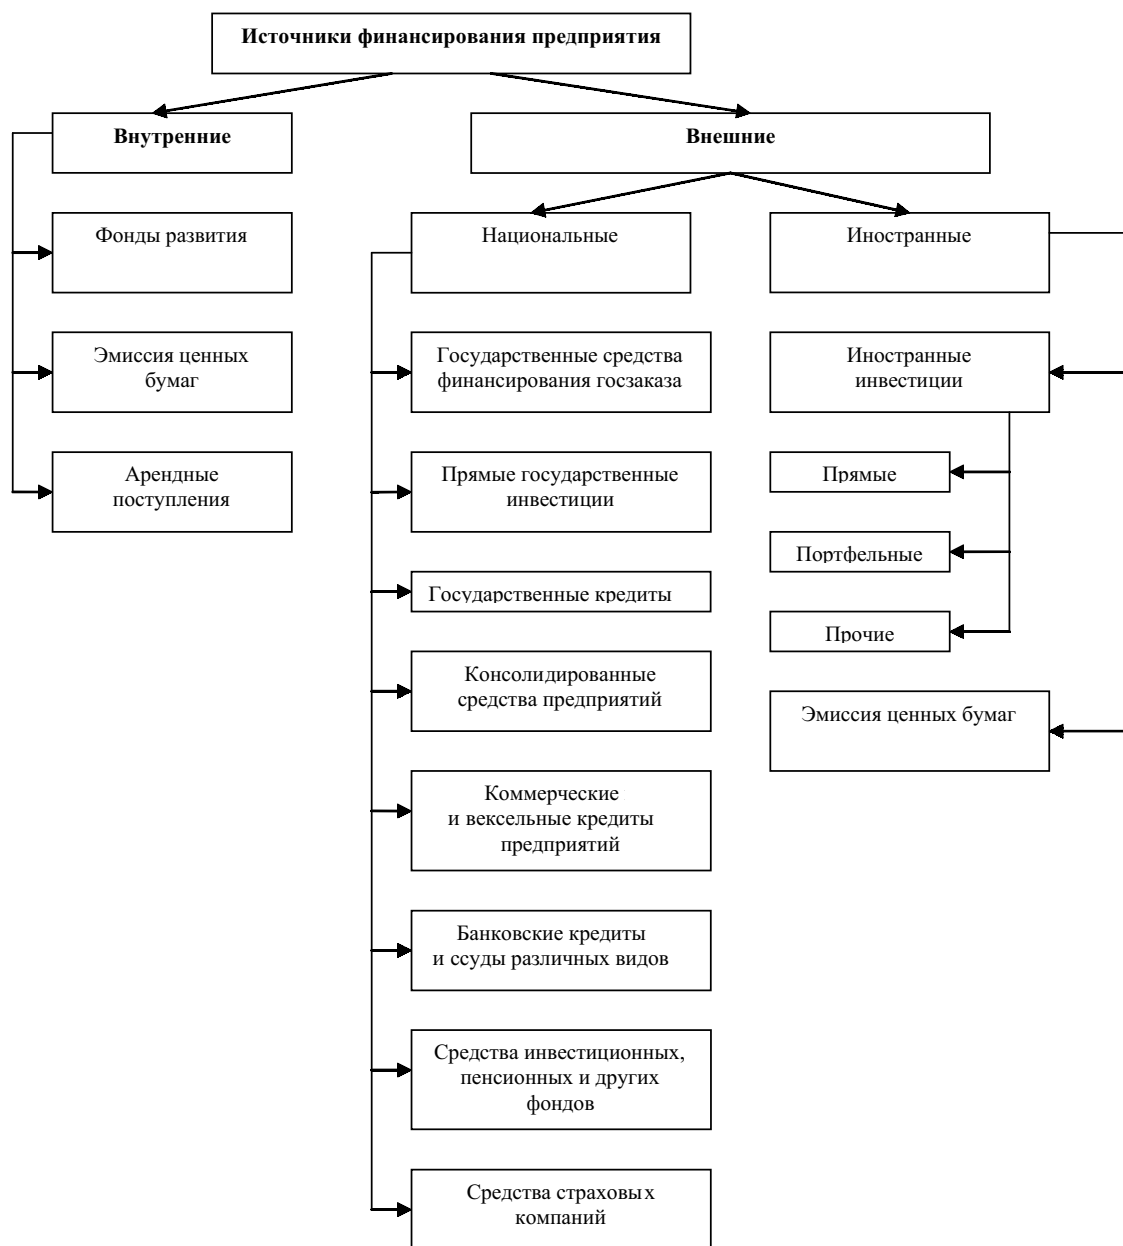 Источники финансирования предприятия
Внутренние
Внешние
Фонды развития
Эмиссия ценных
бумаг
Арендные
поступления
Национальные
Государственные средства
финансирования госзаказа
Прямые государственные
инвестиции
Государственные кредиты
Консолидированные
средства предприятий
Коммерческие
и вексельные кредиты
предприятий
Банковские кредиты
и ссуды различных видов
Средства инвестиционных,
пенсионных и других
фондов
Средства страховых
компаний
Иностранные
Иностранные
инвестиции
Прямые
Портфельные
Прочие
Эмиссия ценных бумаг